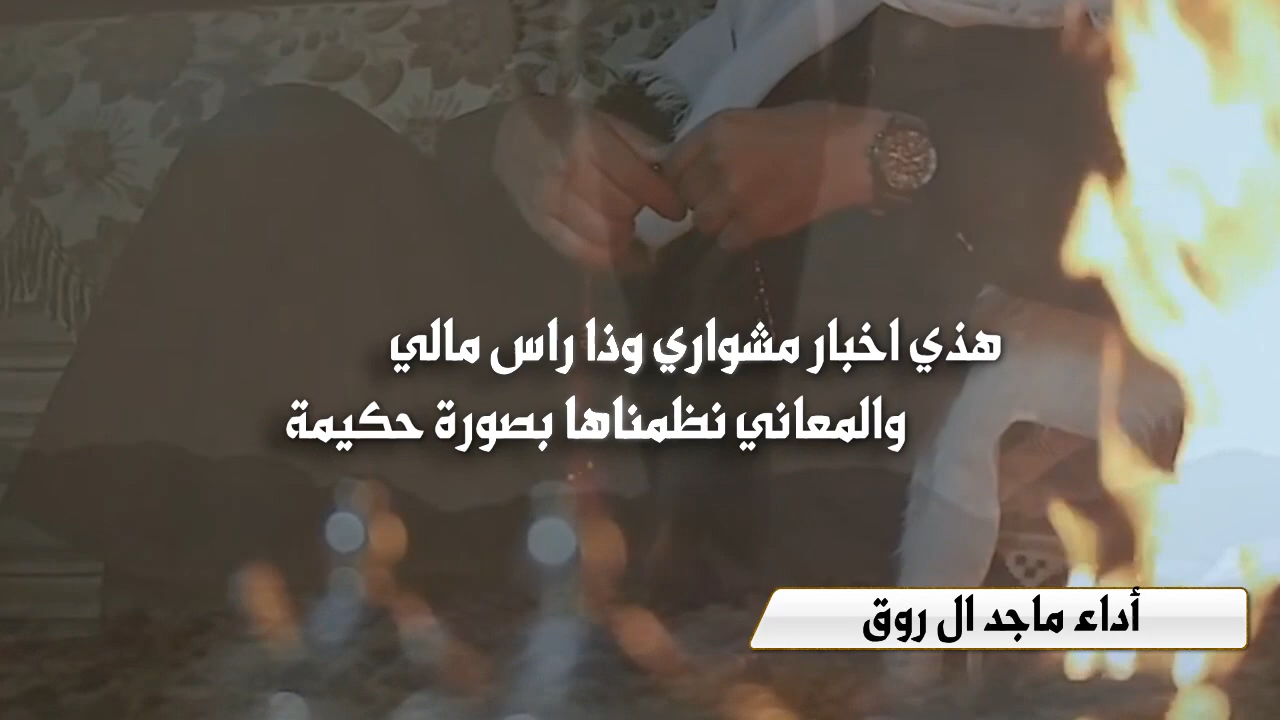 هذي اخبار مشواري وذا راس مالي
والمعاني نظمناها بصورة حكيمة
أداء ماجد ال روق